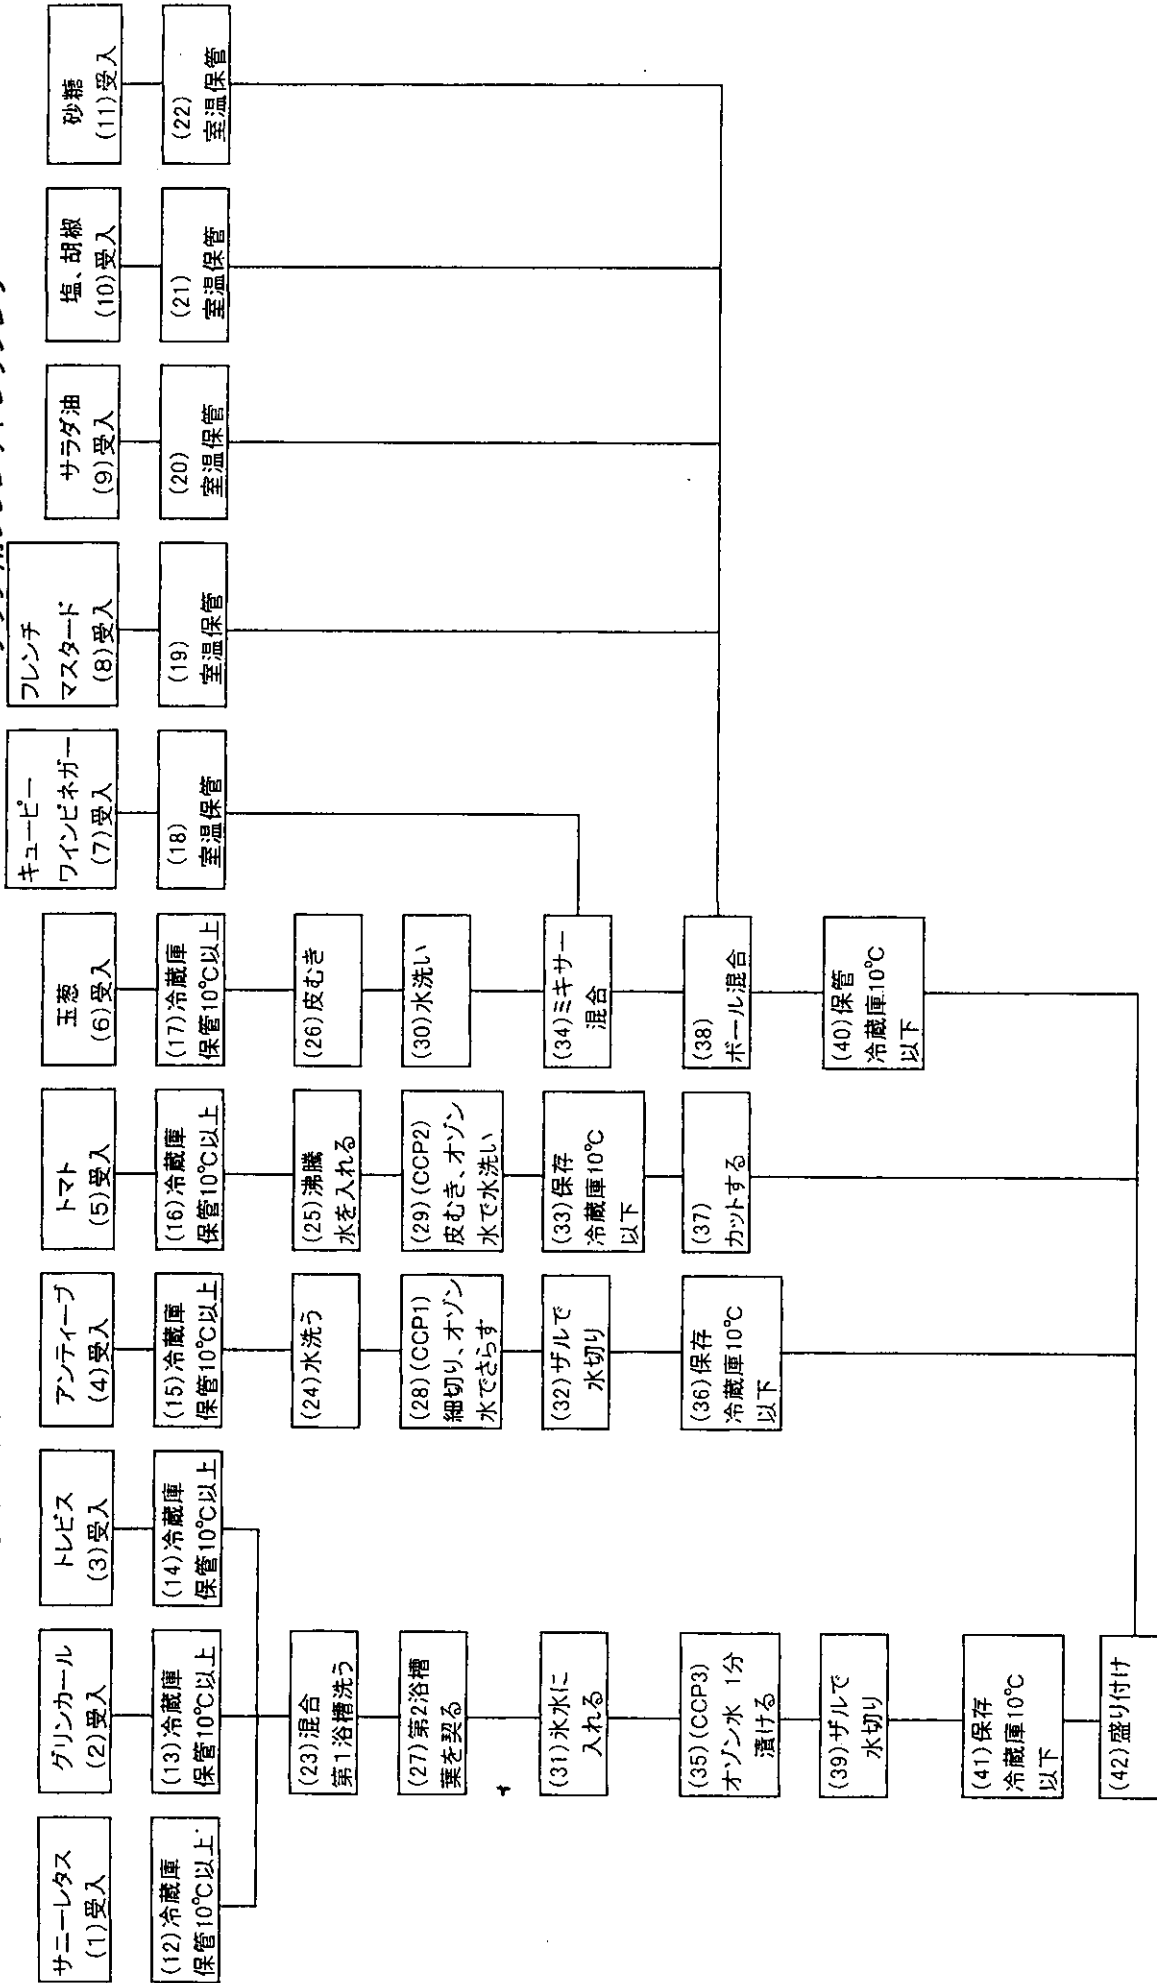 サニーレタス
(1)受入
グリンカール
(2)受入
トレビス
(3)受入
アンティーブ
(4)受入
トマト
(5)受入
玉葱
(6)受入
キューピー
ワインビネガー
(7)受入
フレンチ
マスタード
(8)受入
サラダ油
(9)受入
塩、胡椒
(10)受入
砂糖
(11)受入
(12)冷蔵庫
保管10℃以上
(13)冷蔵庫
保管10℃以上
(14)冷蔵庫
保管10℃以上
(15)冷蔵庫
保管10℃以上
(16)冷蔵庫
保管10℃以上
(17)冷蔵庫
保管10℃以上
(18)
室温保管
(19)
室温保管
(20)
室温保管
(21)
室温保管
(22)
室温保管
(23)混合
第1浴槽洗う
(24)水洗う
(25)沸騰
水を入れる
(26)皮むき
(27)第2浴槽
葉を契る
(28)(CCP1)
細切り、オゾン
水でさらす
(29)(CCP2)
皮むき、オゾン
水で水洗い
(30)水洗い
(31)氷水に
入れる
(32)ザルで
水切り
(33)保存
冷蔵庫10℃
以下
(34)ミキサー
混合
(35)(CCP3)
オゾン水 1分
漬ける
(36)保存
冷蔵庫10℃
以下
(37)
カットする
(38)
ボール混合
(39)ザルで
水切り
(40)保管
冷蔵庫10℃
以下
(41)保存
冷蔵庫10℃
以下
(42)盛り付け